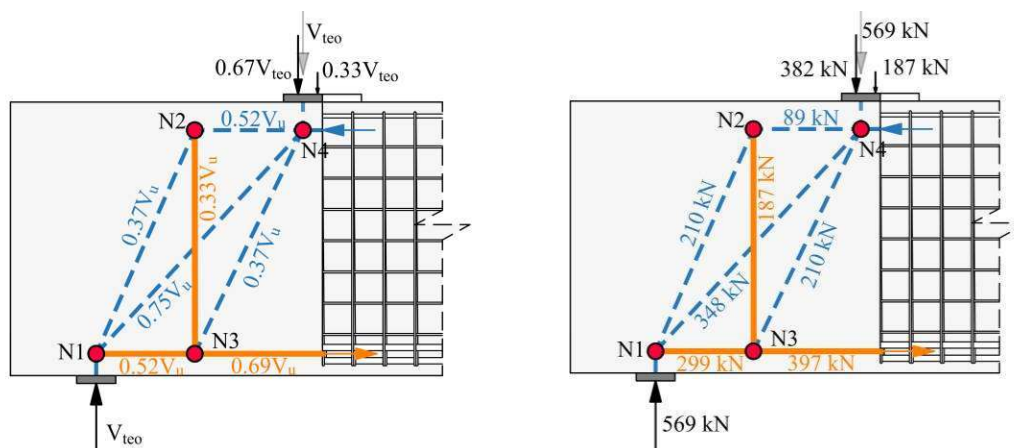 V_teo
0.67V_teo
0.33V_teo
0.52V_u
N2
N4
0.37V_u
0.33V_u
0.75V_u
0.37V_u
N1
N3
0.52V_u
0.69V_u
V_teo
569 kN
382 kN
187 kN
89 kN
N2
N4
210 kN
187 kN
348 kN
210 kN
N1
N3
299 kN
397 kN
569 kN